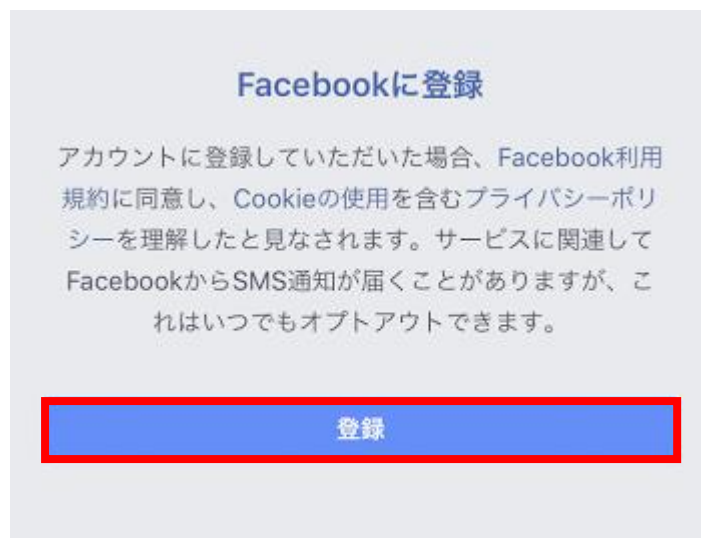 Facebookに登録
アカウントに登録していただいた場合、Facebook利用
規約に同意し、Cookieの使用を含むプライバシーポリ
シーを理解したと見なされます。サービスに関連して
FacebookからSMS通知が届くことがありますが、こ
れはいつでもオプトアウトできます。
登録